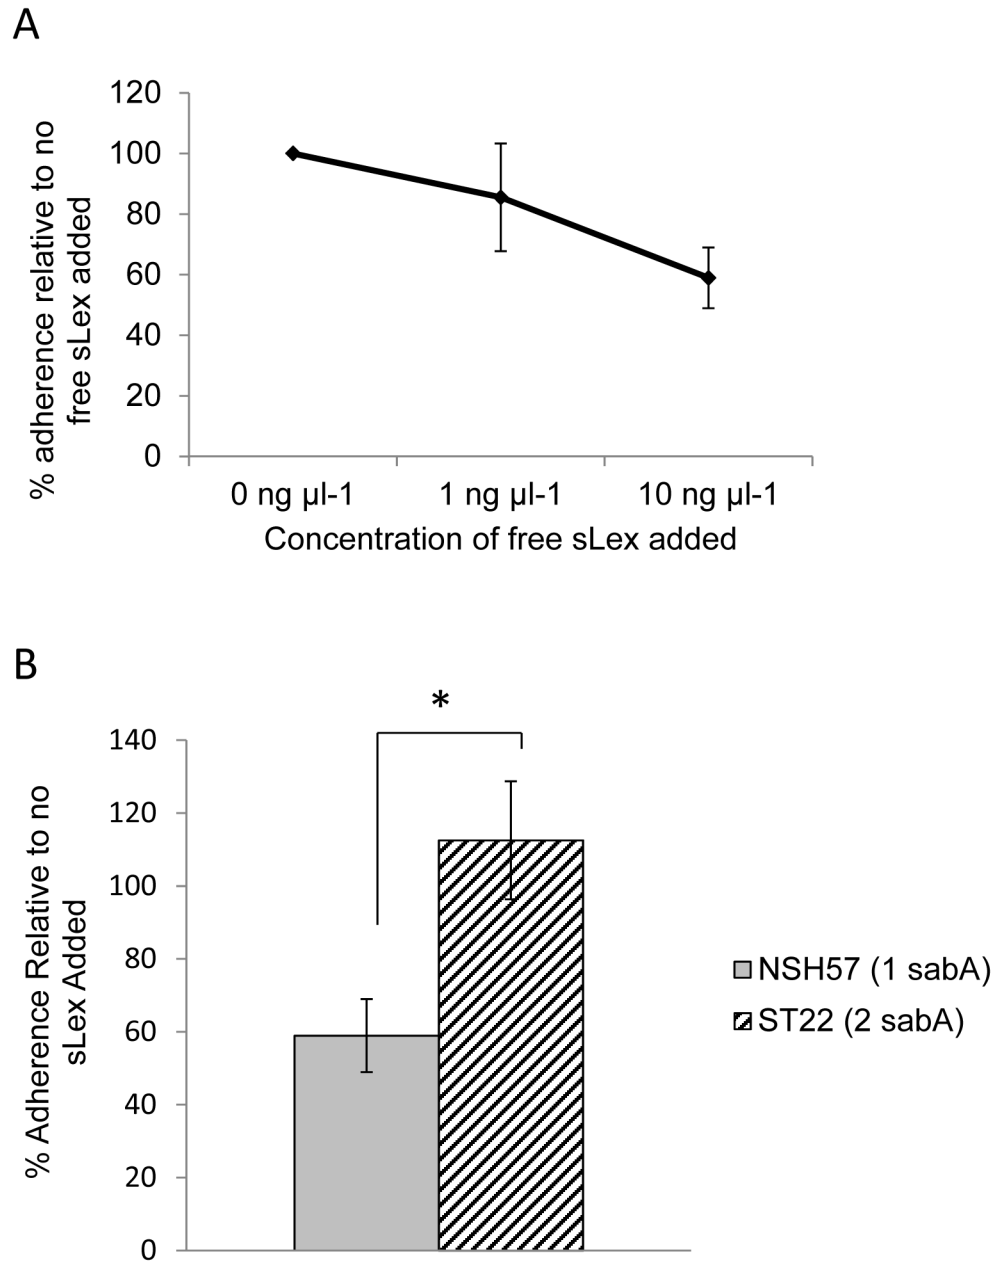 A
120
100
80
60
40
20
0
% adherence relative to no
free sLex added
0 ng µl-1 1 ng µl-1 10 ng µl-1
Concentration of free sLex added
B
*
140
120
100
80
60
40
20
0
% Adherence Relative to no
sLex Added
NSH57 (1 sabA)
ST22 (2 sabA)